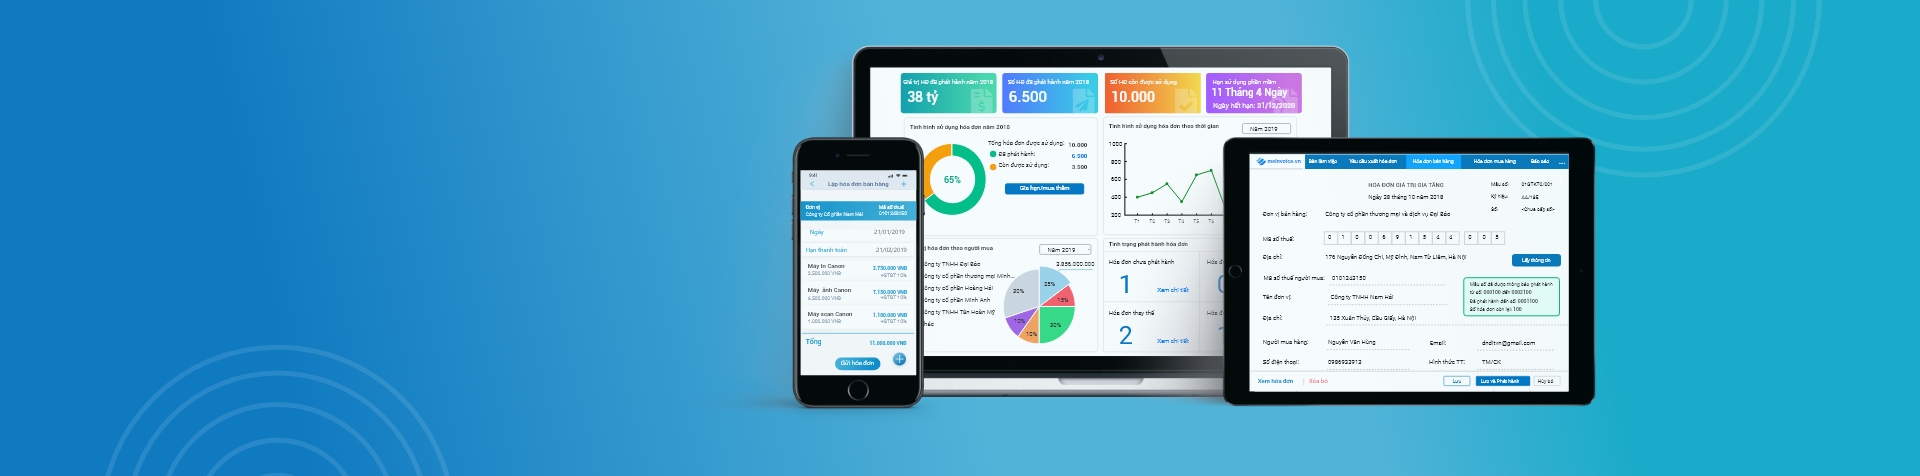 Giá trị HĐ đã phát hành năm 2018
38 tỷ
Số HĐ đã phát hành năm 2018
6.500
Số HĐ còn được sử dụng
10.000
Hạn sử dụng phần mềm
11 Tháng 4 Ngày
Ngày hết hạn: 31/12/2020
Tình hình sử dụng hóa đơn năm 2018
65%
Tổng hóa đơn được sử dụng: 10.000
Đã phát hành: 6.500
Còn được sử dụng: 3.500
Gia hạn/mua thêm
Tình hình sử dụng hóa đơn theo thời gian
Năm 2019
1000
800
600
400
200
T1 T2 T3 T4 T5 T6
hóa đơn theo người mua
Năm 2019
3.856.000.000
ông ty TNHH Đại Bảo
ông ty cổ phần thương mại Minh...
ông ty cổ phần Hoàng Hải
ông ty cổ phần Minh Anh
ông ty TNHH Tân Hoàn Mỹ
hác
30%
25%
15%
30%
10%
10%
Tình trạng phát hành hóa đơn
Hóa đơn chưa phát hành
1
Xem chi tiết
Hóa đ
Hóa đơn thay thế
2
Xem chi tiết
Hóa đ
9:41
Lập hóa đơn bán hàng
Đơn vị
Mã số thuế
Công ty Cổ phần Nam Hải
0101243150
Ngày 21/01/2019
Hạn thanh toán 21/02/2019
Máy in Canon 2.750.000 VNĐ
2.500.000 VNĐ +GTGT 10%
Máy ảnh Canon 7.150.000 VNĐ
6.500.000 VNĐ +GTGT 10%
Máy scan Canon 1.100.000 VNĐ
1.000.000 VNĐ +GTGT 10%
Tổng 11.000.000 VNĐ
Gửi hóa đơn
meinvoice.vn
Bàn làm việc
Yêu cầu xuất hóa đơn
Hóa đơn bán hàng
Hóa đơn mua hàng
Báo cáo
...
HÓA ĐƠN GIÁ TRỊ GIA TĂNG
Ngày 28 tháng 10 năm 2018
Mẫu số: 01GTKT0/001
Ký hiệu: AA/18E
Số: <Chưa cấp số>
Đơn vị bán hàng: Công ty cổ phần thương mại và dịch vụ Đại Bảo
Mã số thuế: 0 1 0 0 6 9 1 5 4 4 0 0 5
Địa chỉ: 176 Nguyễn Đổng Chi, Mỹ Đình, Nam Từ Liêm, Hà Nội
Lấy thông tin
Mã số thuế người mua: 0101243150
Tên đơn vị: Công ty TNHH Nam Hải
Địa chỉ: 135 Xuân Thủy, Cầu Giấy, Hà Nội
Mẫu số đã được thông báo phát hành
từ số: 000100 đến 0002100
Đã phát hành đến số: 0001100
Số hóa đơn còn lại: 100
Người mua hàng: Nguyễn Văn Hùng
Email: dndltvn@gmail.com
Số điện thoại: 0986933912
Hình thức TT: TM/CK
Xem hóa đơn
Xóa bỏ
Lưu
Lưu và Phát hành
Hủy bỏ